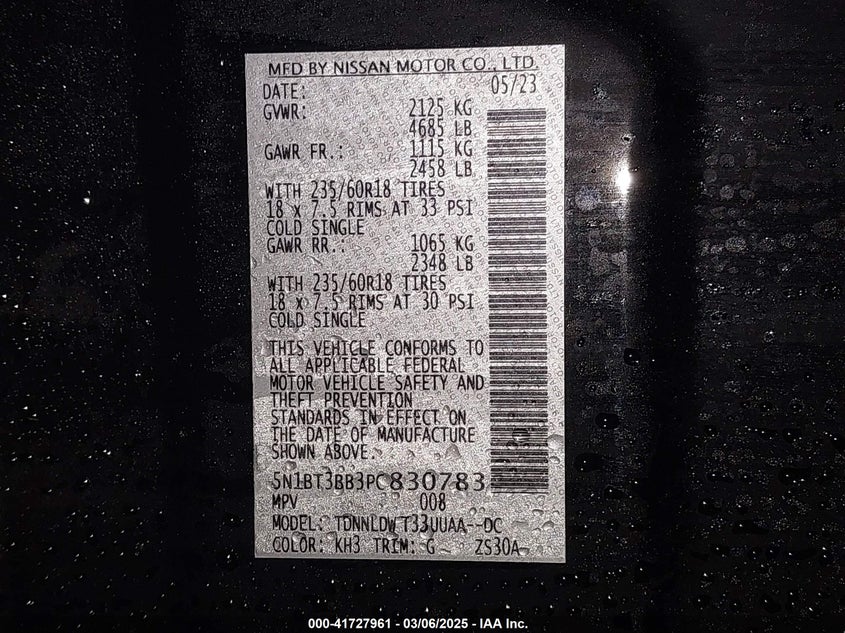 MFD BY NISSAN MOTOR CO., LTD.
DATE: 05/23
GVWR: 2125 KG
4685 LB
GAWR FR.: 1115 KG
2458 LB
WITH 235/60R18 TIRES
18 x 7.5 RIMS AT 33 PSI
COLD SINGLE
GAWR RR.: 1065 KG
2348 LB
WITH 235/60R18 TIRES
18 x 7.5 RIMS AT 30 PSI
COLD SINGLE
THIS VEHICLE CONFORMS TO
ALL APPLICABLE FEDERAL
MOTOR VEHICLE SAFETY AND
THEFT PREVENTION
STANDARDS IN EFFECT ON
THE DATE OF MANUFACTURE
SHOWN ABOVE.
5N1BT3BB3PC830783
MPV 008
MODEL: TDNNLDWT33UUAA--DC
COLOR: KH3 TRIM: G ZS30A
000-41727961 - 03/06/2025 - IAA Inc.